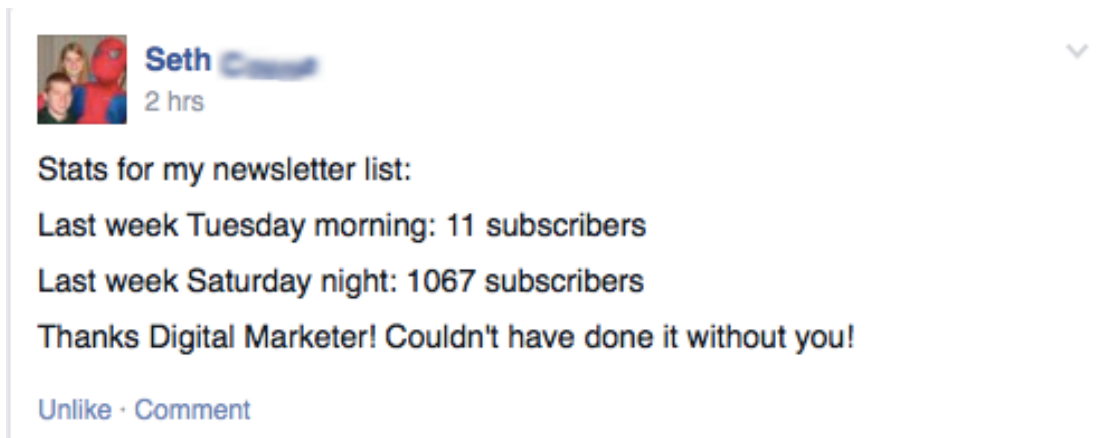 Seth
2 hrs
Stats for my newsletter list:
Last week Tuesday morning: 11 subscribers
Last week Saturday night: 1067 subscribers
Thanks Digital Marketer! Couldn't have done it without you!
Unlike · Comment